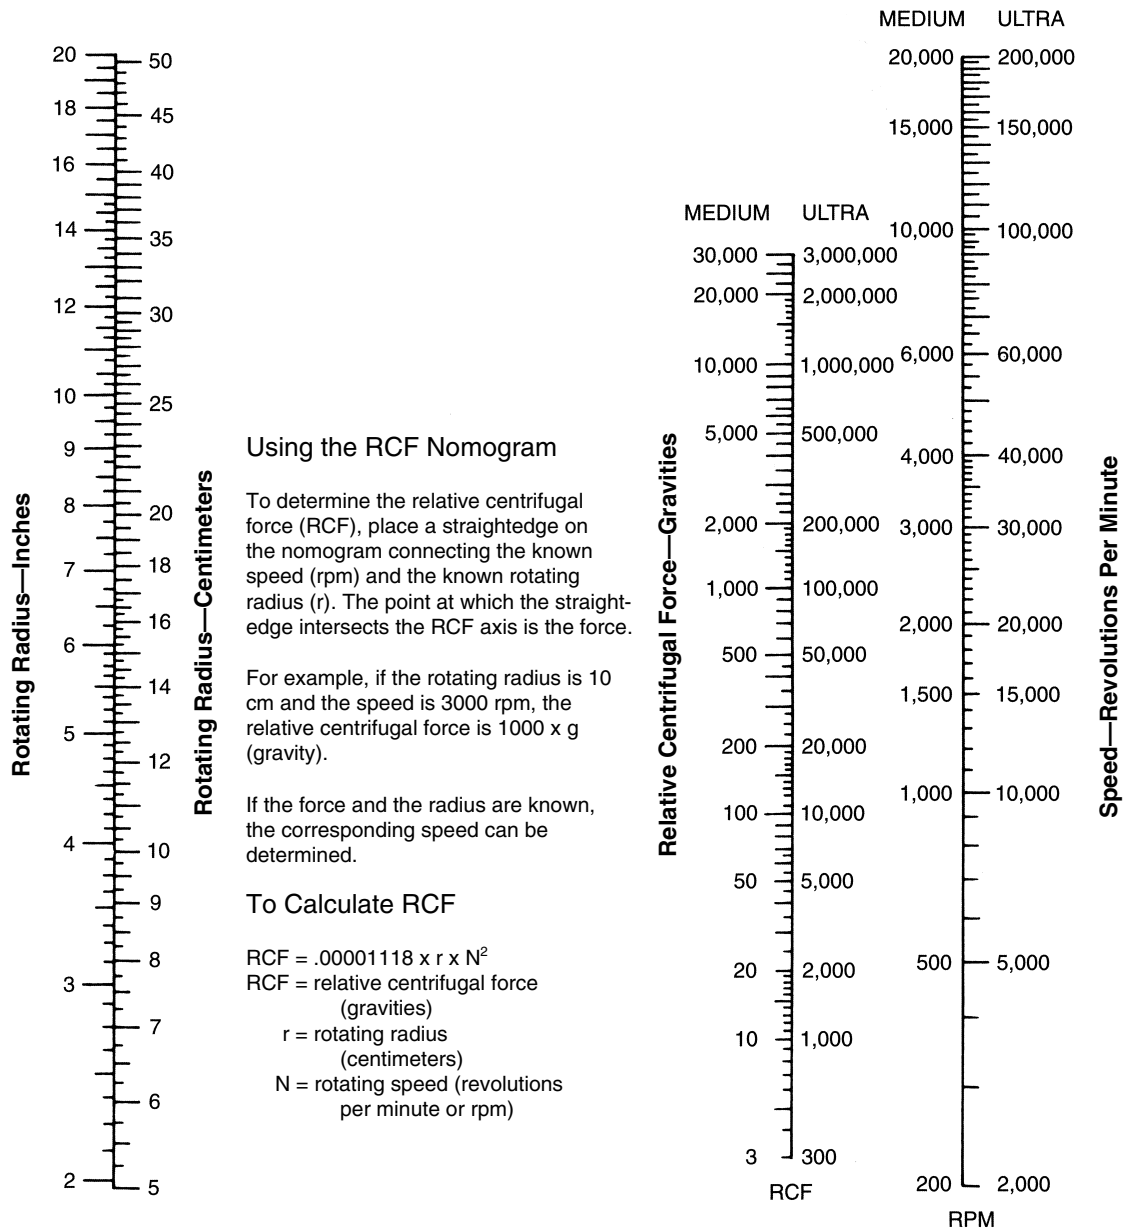 MEDIUM ULTRA
20 50 20,000 200,000
18 45 15,000 150,000
16 40
MEDIUM ULTRA
14 35 10,000 100,000
30,000 3,000,000
12 30 20,000 2,000,000
6,000 60,000
10,000 1,000,000
10 25
5,000 500,000
Using the RCF Nomogram
9 4,000 40,000
To determine the relative centrifugal
force (RCF), place a straightedge on
the nomogram connecting the known
speed (rpm) and the known rotating
radius (r). The point at which the straight-
edge intersects the RCF axis is the force.
8 20 2,000 200,000 3,000 30,000
18
7 1,000 100,000
16 2,000 20,000
6 500 50,000
For example, if the rotating radius is 10
cm and the speed is 3000 rpm, the
relative centrifugal force is 1000 x g
(gravity).
14 1,500 15,000
5 200 20,000
12
1,000 10,000
If the force and the radius are known,
the corresponding speed can be
determined.
100 10,000
4 10
50 5,000
To Calculate RCF
9
RCF = .00001118 x r x N2
RCF = relative centrifugal force
(gravities)
r = rotating radius
(centimeters)
N = rotating speed (revolutions
per minute or rpm)
8 20 2,000 500 5,000
3
7 10 1,000
6
3 300
2 5 200 2,000
RCF
RPM
Rotating Radius—Inches
Rotating Radius—Centimeters
Relative Centrifugal Force—Gravities
Speed—Revolutions Per Minute